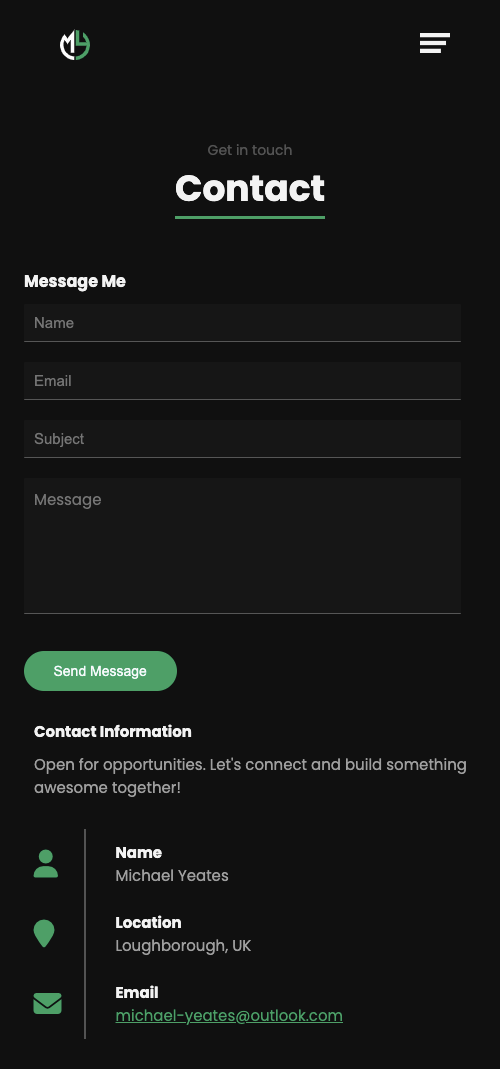 MY
Get in touch
Contact
Message Me
Name
Email
Subject
Message
Send Message
Contact Information
Open for opportunities. Let's connect and build something
awesome together!
Name
Michael Yeates
Location
Loughborough, UK
Email
michael-yeates@outlook.com